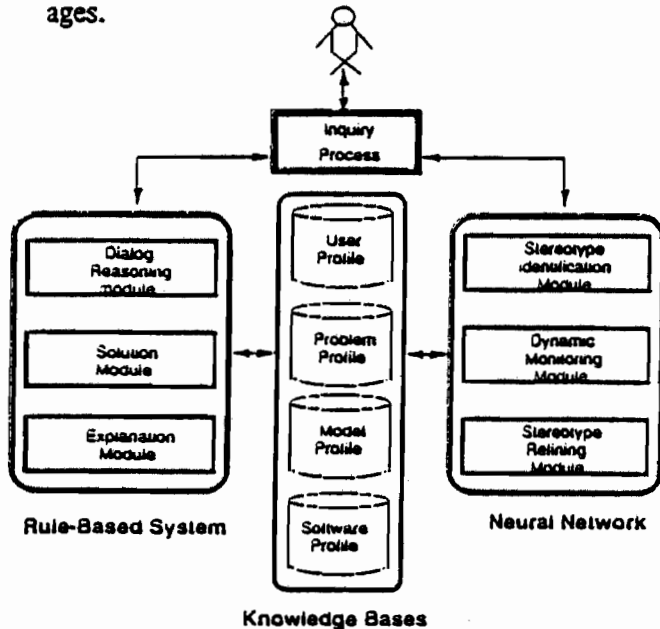 ages.
Inquiry
Process
Dialog
Reasoning
module
Solution
Module
Explanation
Module
Rule-Based System
User
Profile
Problem
Profile
Model
Profile
Software
Profile
Knowledge Bases
Stereotype
Identification
Module
Dynamic
Monitoring Module
Stereotype
Refining
Module
Neural Network